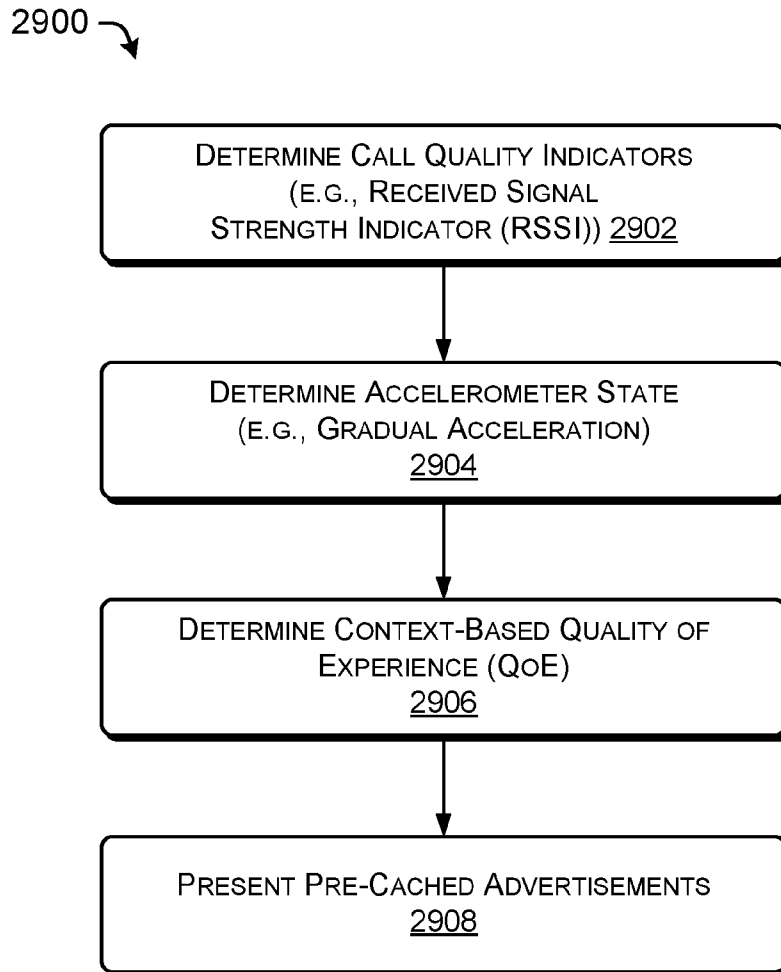 2900
DETERMINE CALL QUALITY INDICATORS
(E.G., RECEIVED SIGNAL
STRENGTH INDICATOR (RSSI)) 2902
DETERMINE ACCELEROMETER STATE
(E.G., GRADUAL ACCELERATION)
2904
DETERMINE CONTEXT-BASED QUALITY OF
EXPERIENCE (QOE)
2906
PRESENT PRE-CACHED ADVERTISEMENTS
2908